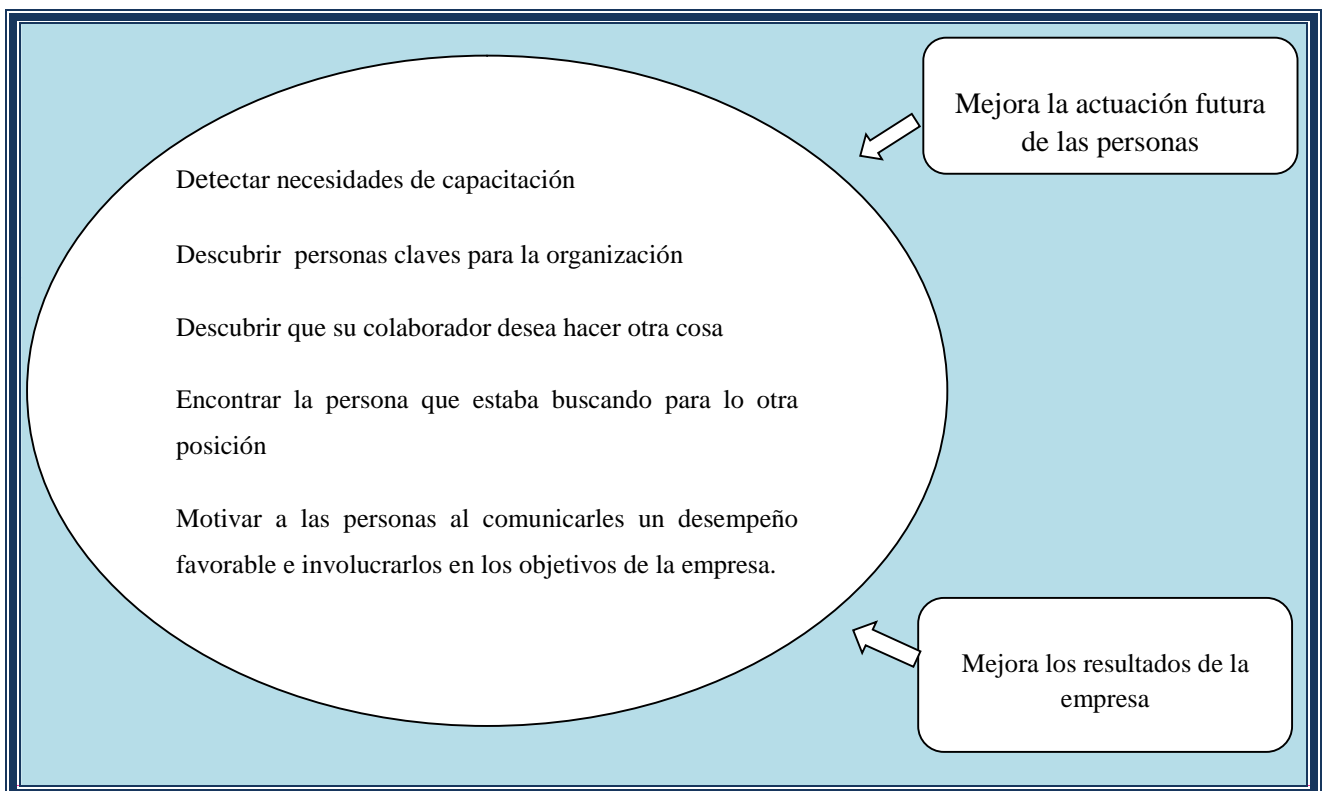 Mejora la actuación futura
de las personas
Detectar necesidades de capacitación
Descubrir personas claves para la organización
Descubrir que su colaborador desea hacer otra cosa
Encontrar la persona que estaba buscando para lo otra
posición
Motivar a las personas al comunicarles un desempeño
favorable e involucrarlos en los objetivos de la empresa.
Mejora los resultados de la
empresa